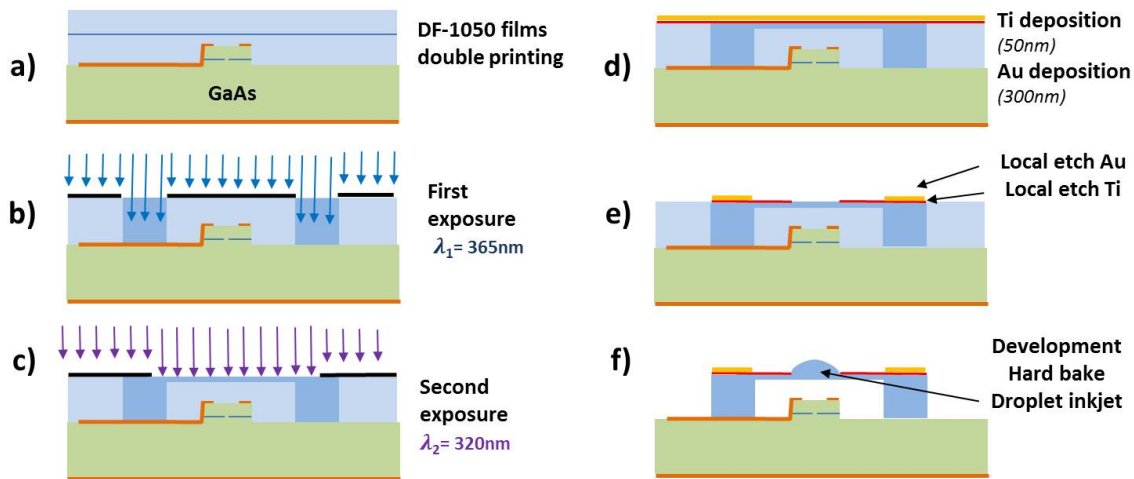 a)
DF-1050 films
double printing
GaAs
b)
First
exposure
λ₁= 365nm
c)
Second
exposure
λ₂= 320nm
d)
Ti deposition
(50nm)
Au deposition
(300nm)
e)
Local etch Au
Local etch Ti
f)
Development
Hard bake
Droplet inkjet